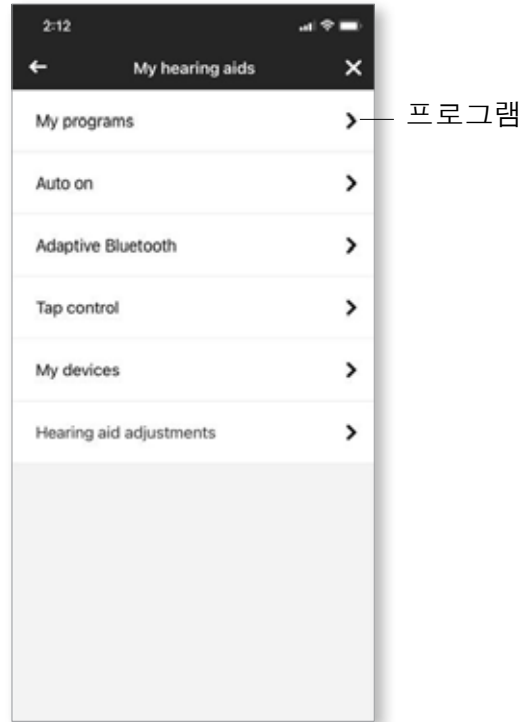 2:12
My hearing aids
My programs
프로그램
Auto on
Adaptive Bluetooth
Tap control
My devices
Hearing aid adjustments